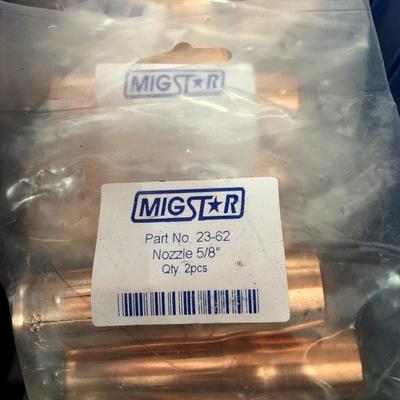 MIGSTAR
MIGSTAR
Part No. 23-62
Nozzle 5/8"
Qty. 2pcs